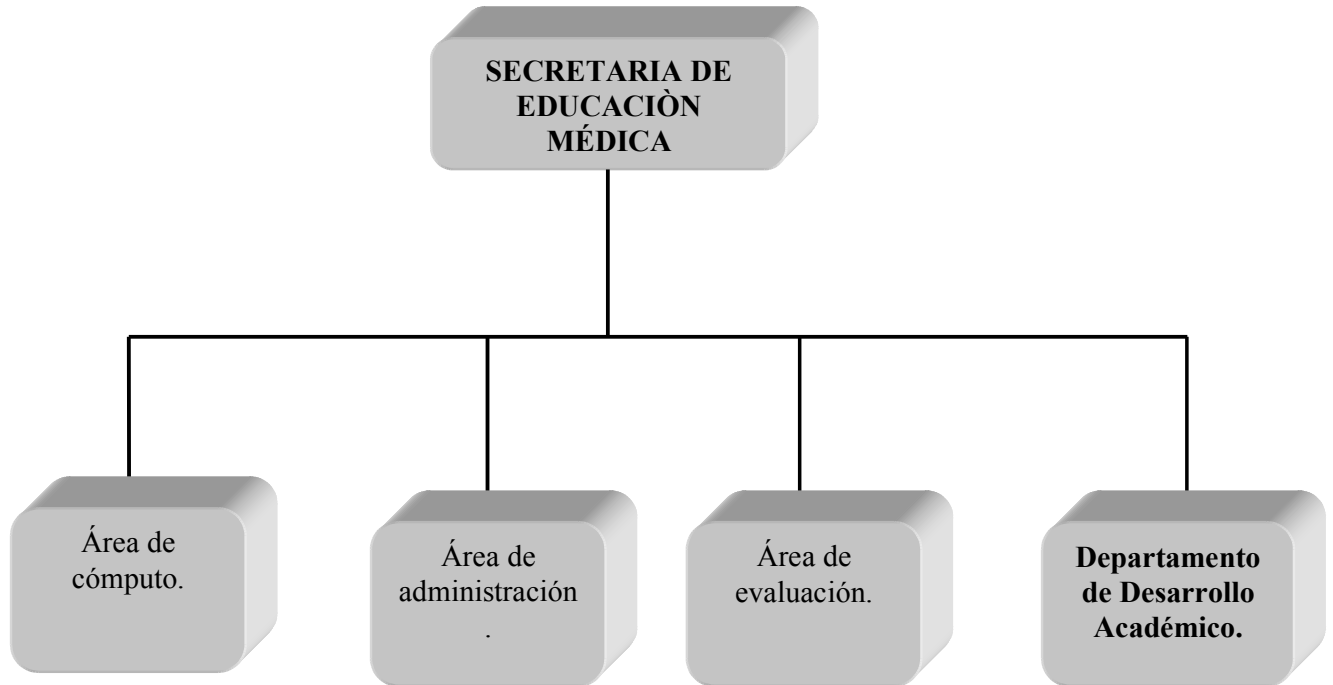 SECRETARIA DE
EDUCACIÒN
MÉDICA
Área de
cómputo.
Área de
administración
.
Área de
evaluación.
Departamento
de Desarrollo
Académico.